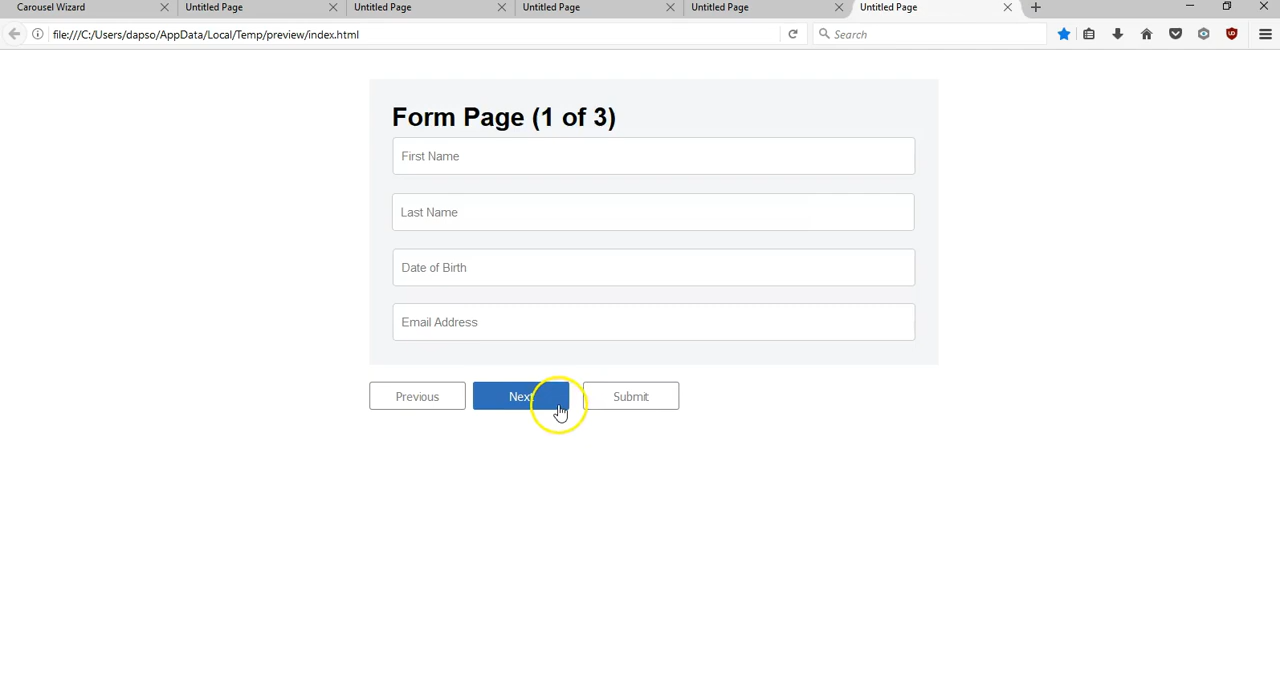 Carousel Wizard Untitled Page Untitled Page Untitled Page Untitled Page Untitled Page
file:///C:/Users/dapso/AppData/Local/Temp/preview/index.html Search
Form Page (1 of 3)
First Name
Last Name
Date of Birth
Email Address
Previous Next Submit